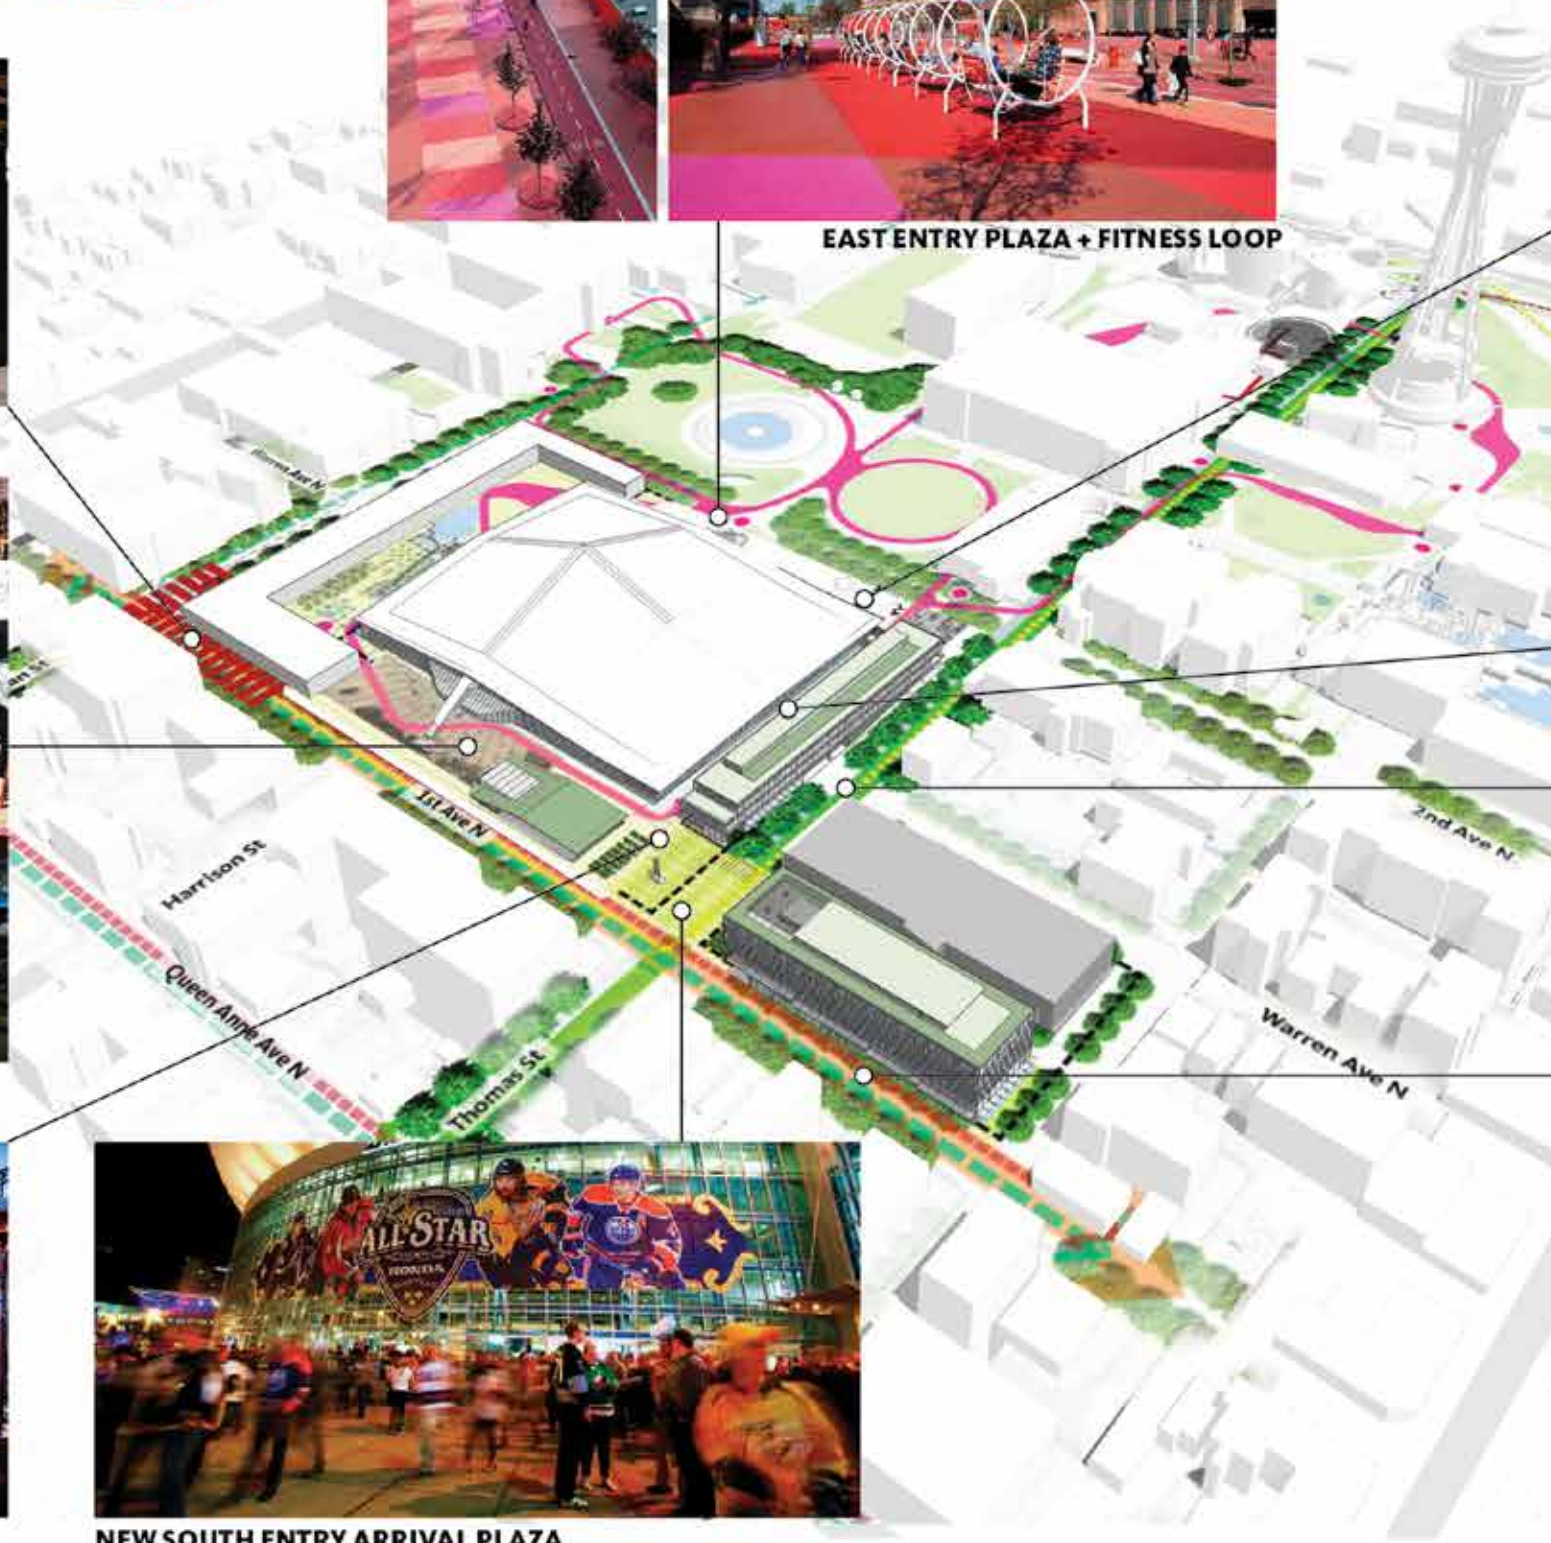 EAST ENTRY PLAZA + FITNESS LOOP
1st Ave N
Harrison St
2nd Ave N
Queen Anne Ave N
Warren Ave N
Thomas St
ALL-STAR
HONDA
NEW SOUTH ENTRY ARRIVAL PLAZA